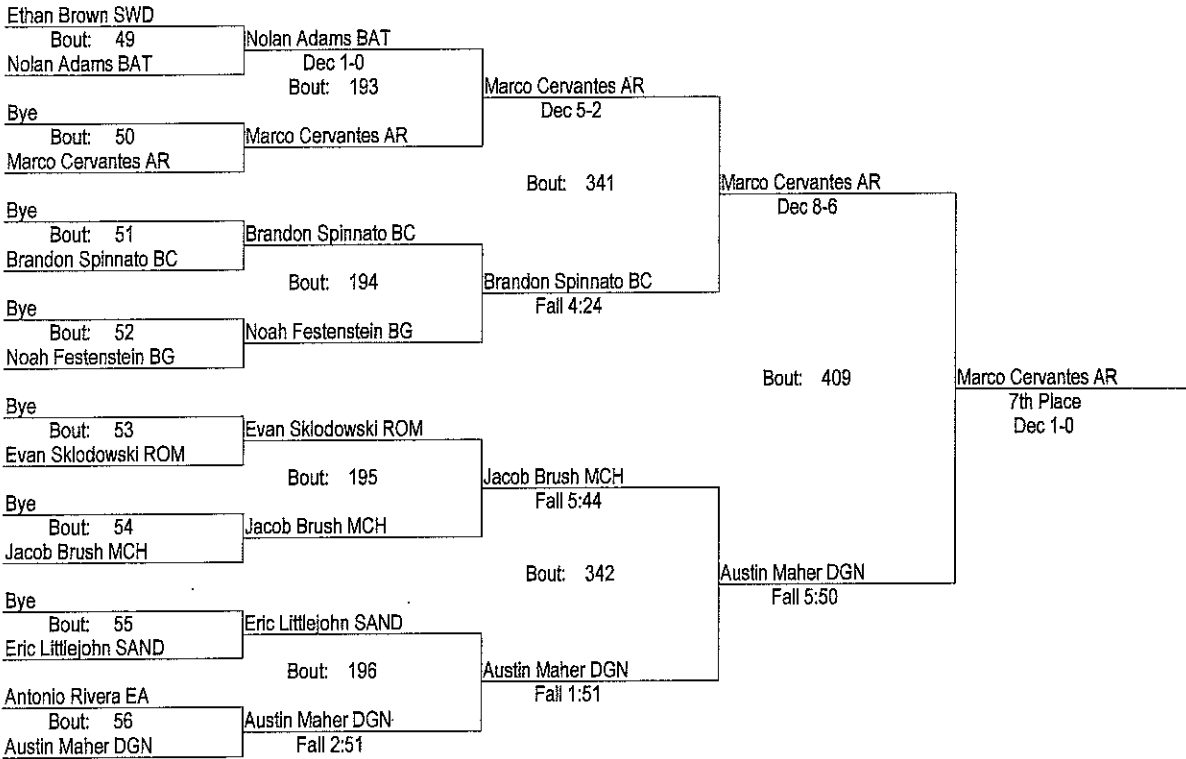 Ethan Brown SWD
Bout: 49
Nolan Adams BAT
Nolan Adams BAT
Dec 1-0
Bout: 193
Marco Cervantes AR
Dec 5-2
Bye
Bout: 50
Marco Cervantes AR
Marco Cervantes AR
Bout: 341
Marco Cervantes AR
Dec 8-6
Bye
Bout: 51
Brandon Spinnato BC
Brandon Spinnato BC
Bout: 194
Brandon Spinnato BC
Fall 4:24
Bye
Bout: 52
Noah Festenstein BG
Noah Festenstein BG
Bout: 409
Marco Cervantes AR
7th Place
Dec 1-0
Bye
Bout: 53
Evan Sklodowski ROM
Evan Sklodowski ROM
Bout: 195
Jacob Brush MCH
Fall 5:44
Bye
Bout: 54
Jacob Brush MCH
Jacob Brush MCH
Bout: 342
Austin Maher DGN
Fall 5:50
Bye
Bout: 55
Eric Littlejohn SAND
Eric Littlejohn SAND
Bout: 196
Austin Maher DGN
Fall 1:51
Antonio Rivera EA
Bout: 56
Austin Maher DGN
Austin Maher DGN
Fall 2:51